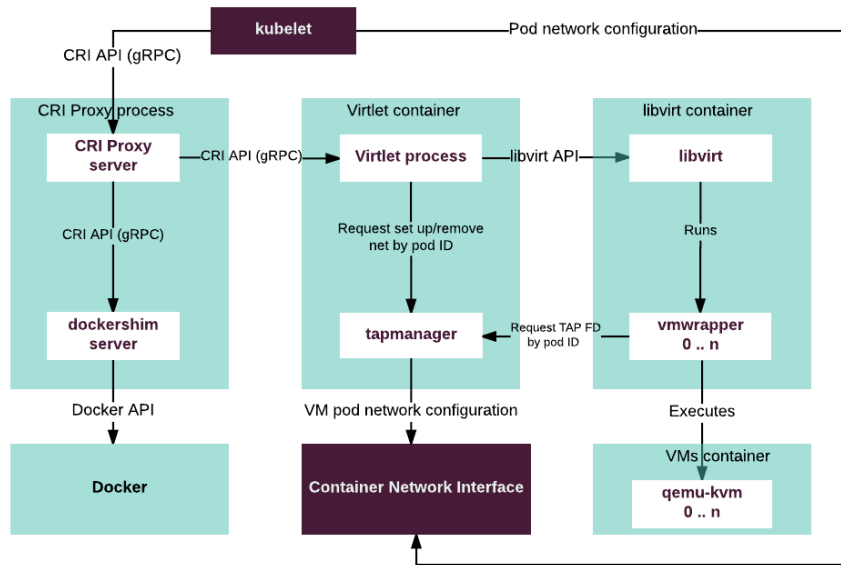 kubelet
Pod network configuration
CRI API (gRPC)
CRI Proxy process
Virtlet container
libvirt container
CRI Proxy
server
CRI API (gRPC)
Virtlet process
libvirt API
libvirt
CRI API (gRPC)
Request set up/remove
net by pod ID
Runs
dockershim
server
tapmanager
Request TAP FD
by pod ID
vmwrapper
0 .. n
Docker API
VM pod network configuration
Executes
Docker
Container Network Interface
VMs container
qemu-kvm
0 .. n